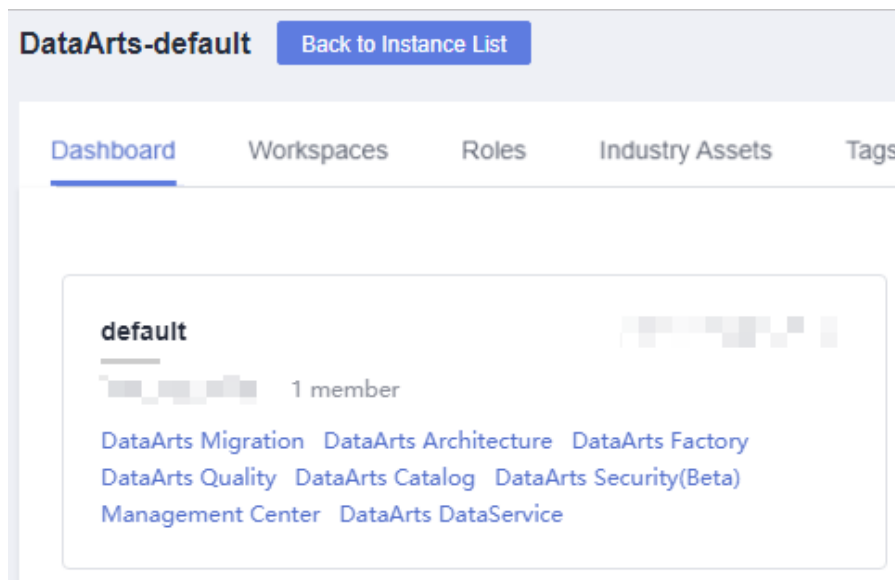 DataArts-default Back to Instance List
Dashboard Workspaces Roles Industry Assets Tags
default
1 member
DataArts Migration DataArts Architecture DataArts Factory
DataArts Quality DataArts Catalog DataArts Security(Beta)
Management Center DataArts DataService